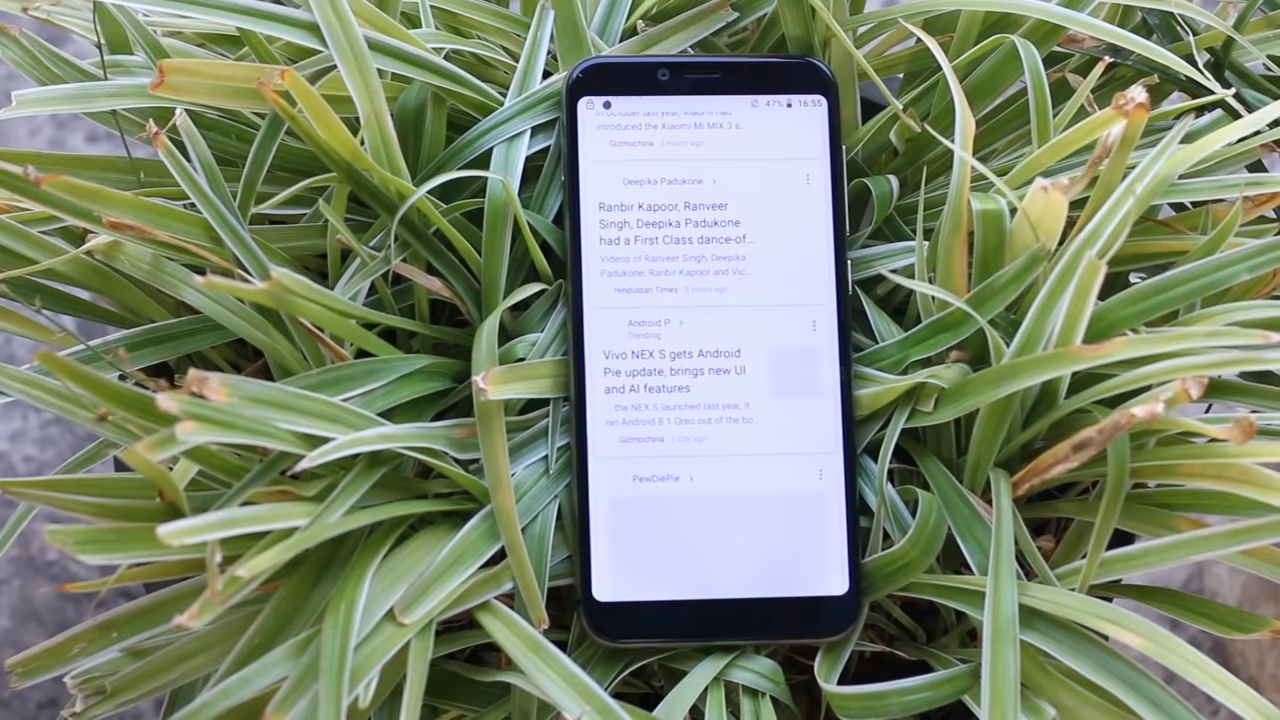 47% 16:55
In October last year, Xiaomi had
introduced the Xiaomi Mi MIX 3 s...
Gizmochina 5 hours ago
Deepika Padukone >
Ranbir Kapoor, Ranveer
Singh, Deepika Padukone
had a First Class dance-of...
Videos of Ranveer Singh, Deepika
Padukone, Ranbir Kapoor and Vic...
Hindustan Times · 8 hours ago
Android P >
Trending
Vivo NEX S gets Android
Pie update, brings new UI
and AI features
... the NEX S launched last year, it
ran Android 8.1 Oreo out of the bo...
Gizmochina · 1 day ago
PewDiePie >